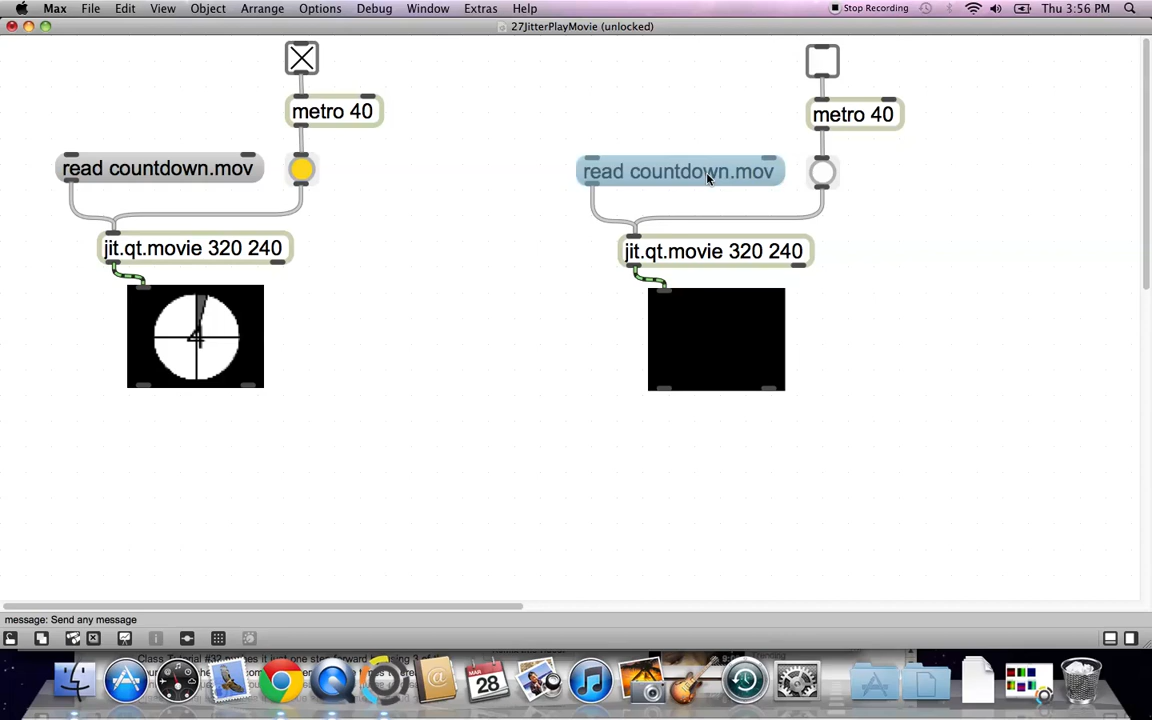 Max File Edit View Object Arrange Options Debug Window Extras Help Stop Recording Thu 3:56 PM
27JitterPlayMovie (unlocked)
metro 40
metro 40
read countdown.mov
read countdown.mov
jit.qt.movie 320 240
jit.qt.movie 320 240
4
message: Send any message
MAR
28